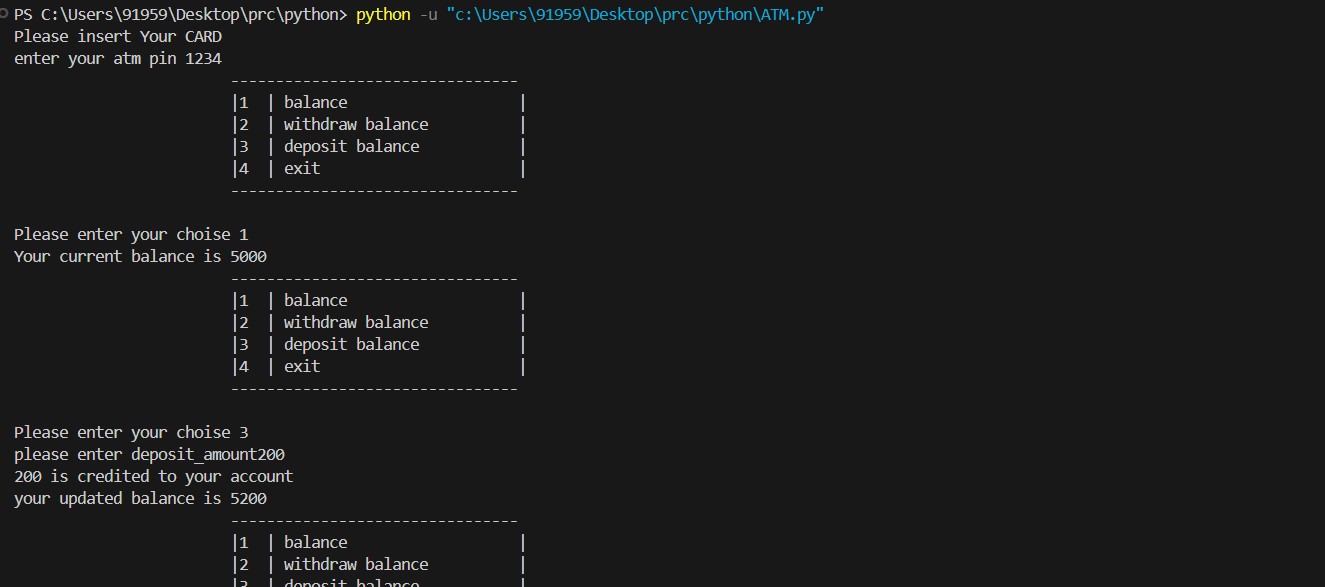 PS C:\Users\91959\Desktop\prc\python> python -u "c:\Users\91959\Desktop\prc\python\ATM.py"
Please insert Your CARD
enter your atm pin 1234
--------------------------------
|1  | balance                   |
|2  | withdraw balance          |
|3  | deposit balance           |
|4  | exit                      |
--------------------------------
Please enter your choise 1
Your current balance is 5000
--------------------------------
|1  | balance                   |
|2  | withdraw balance          |
|3  | deposit balance           |
|4  | exit                      |
--------------------------------
Please enter your choise 3
please enter deposit_amount200
200 is credited to your account
your updated balance is 5200
--------------------------------
|1  | balance                   |
|2  | withdraw balance          |
|3  | deposit balance           |